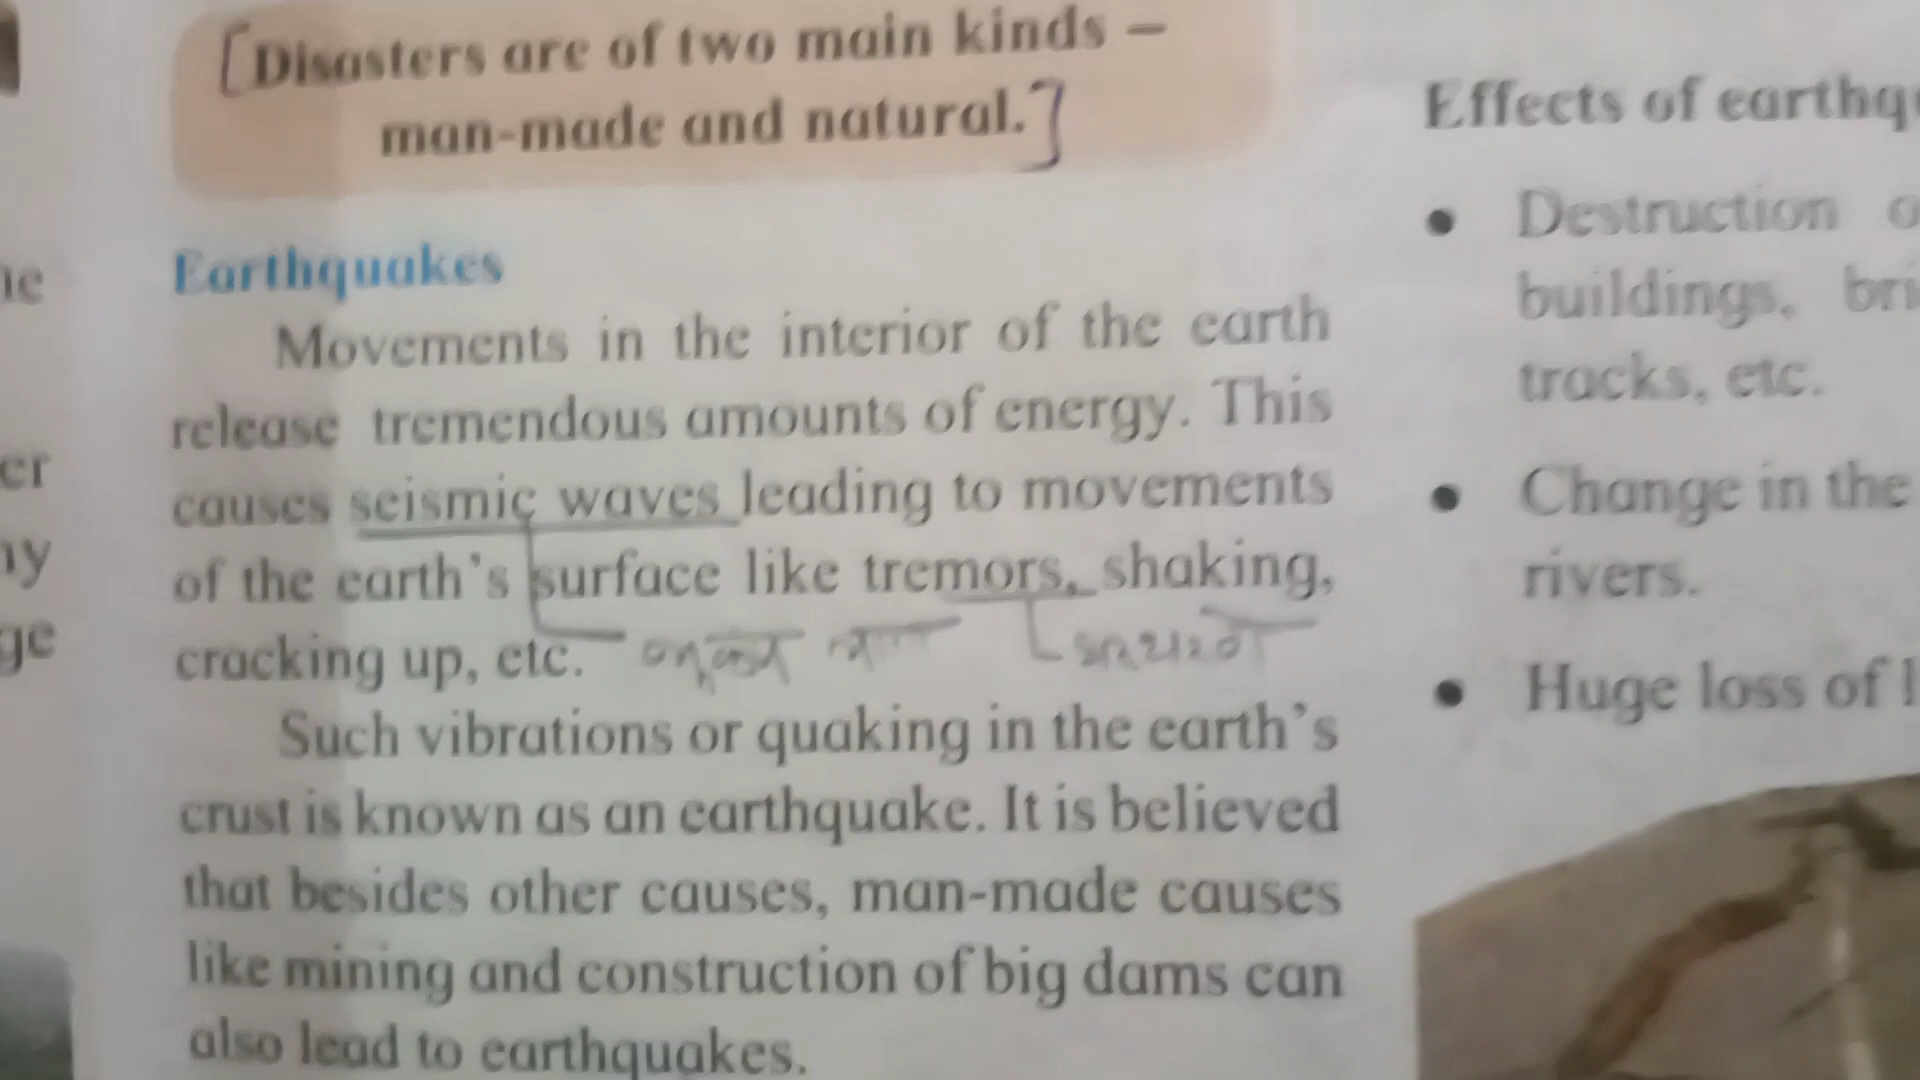 Disasters are of two main kinds –
man-made and natural.
Earthquakes
Movements in the interior of the earth
release tremendous amounts of energy. This
causes seismic waves leading to movements
of the earth's surface like tremors, shaking,
cracking up, etc.
Such vibrations or quaking in the earth's
crust is known as an earthquake. It is believed
that besides other causes, man-made causes
like mining and construction of big dams can
also lead to earthquakes.
Effects of
Destruction
buildings,
tracks, etc.
Change in the
rivers.
Huge loss of